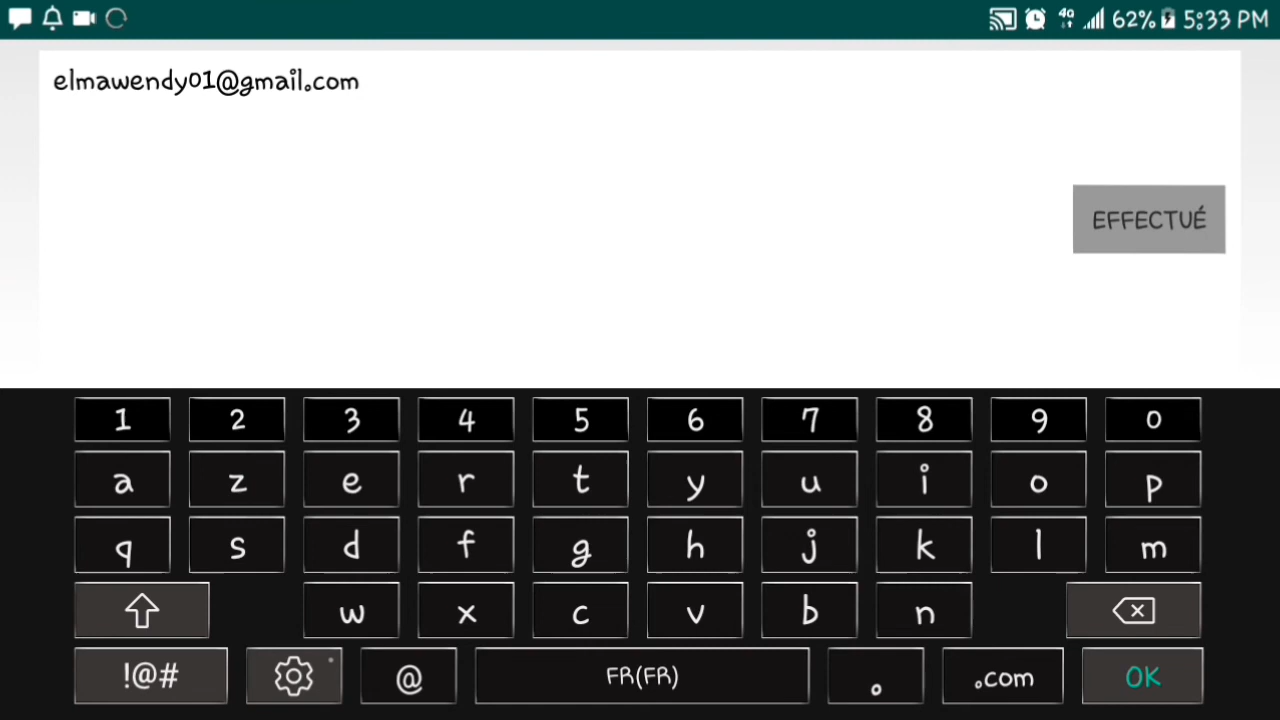 4G 62% 5:33 PM
elmawendy01@gmail.com
EFFECTUÉ
1 2 3 4 5 6 7 8 9 0
a z e r t y u i o p
q s d f g h j k l m
w x c v b n
!@# @ FR(FR) . .com OK